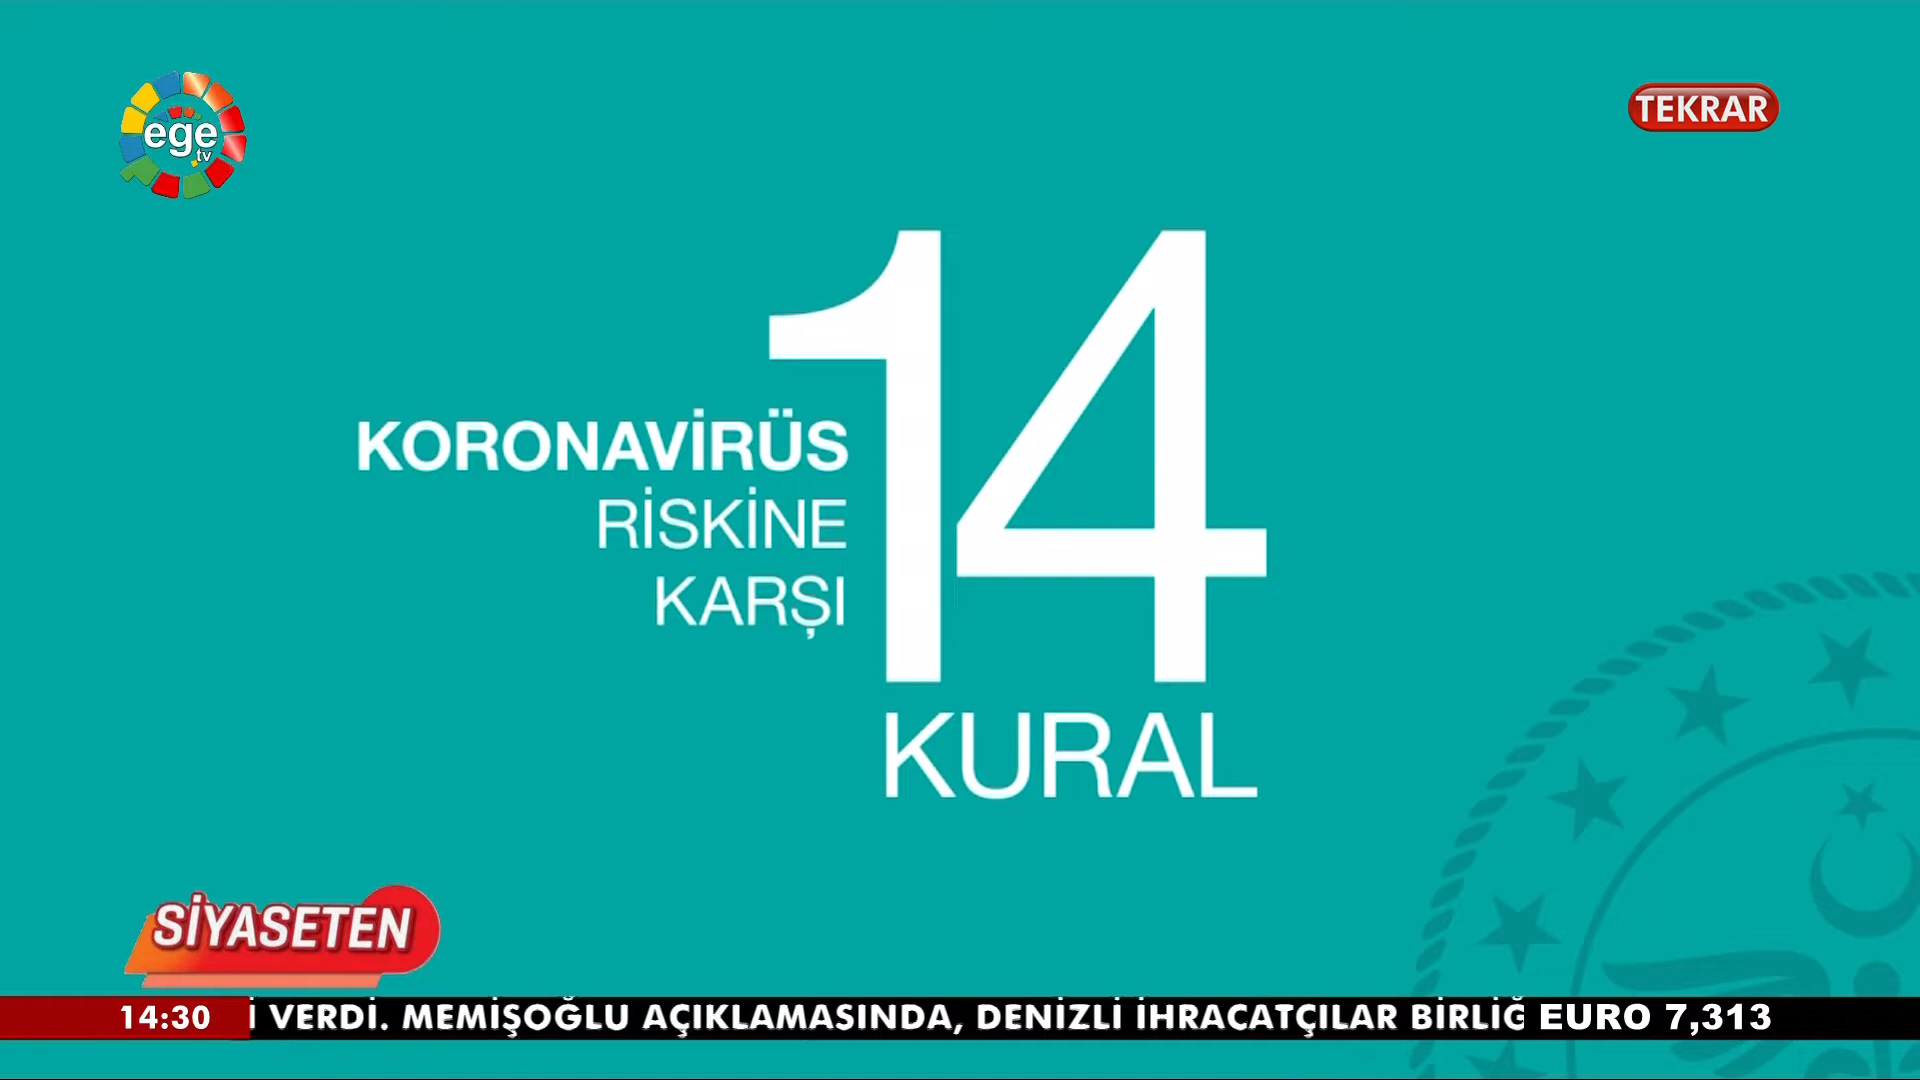 ege
tv
TEKRAR
14
KORONAVİRÜS
RİSKİNE
KARŞI
KURAL
SİYASETEN
14:30 İ VERDİ. MEMİŞOĞLU AÇIKLAMASINDA, DENİZLİ İHRACATÇILAR BİRLİĞ EURO 7,313